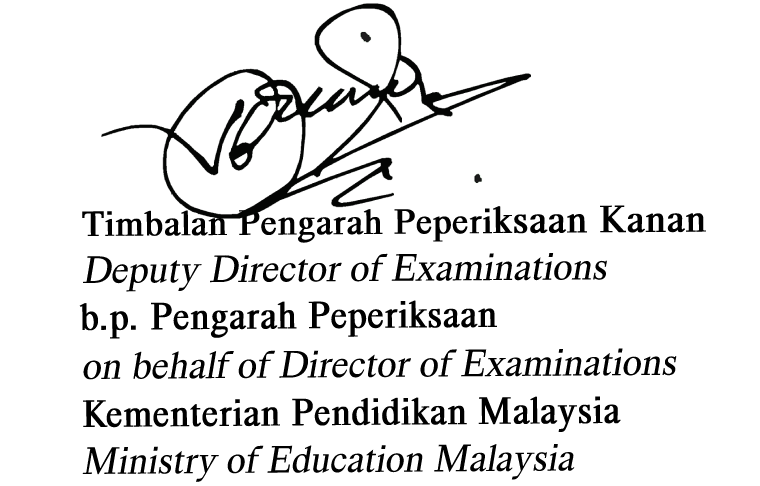 Timbalan Pengarah Peperiksaan Kanan
Deputy Director of Examinations
b.p. Pengarah Peperiksaan
on behalf of Director of Examinations
Kementerian Pendidikan Malaysia
Ministry of Education Malaysia